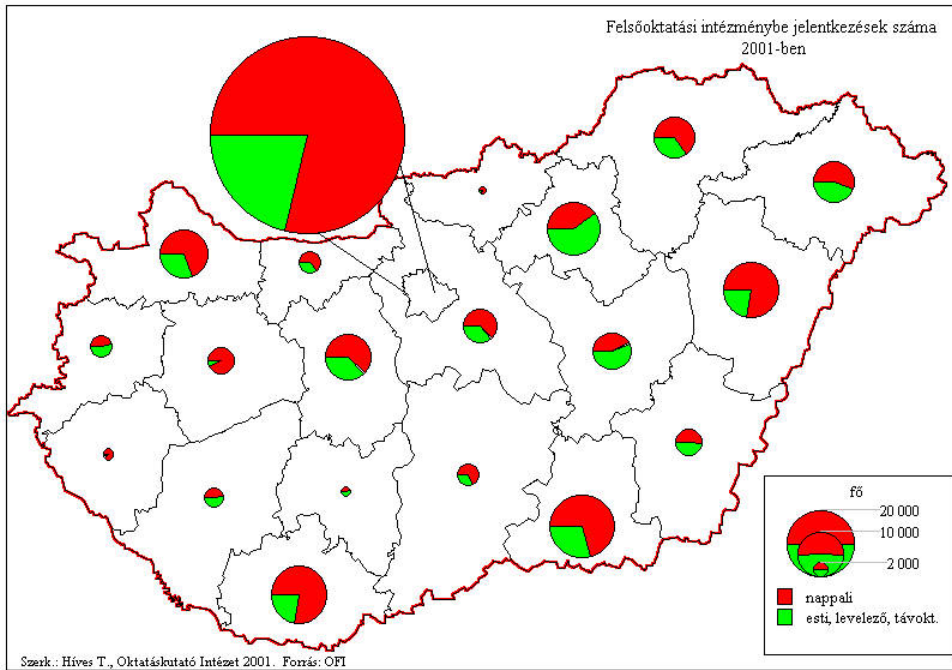 Felsőoktatási intézménybe jelentkezések száma
2001-ben
fő
20 000
10 000
2 000
nappali
esti, levelező, távokt.
Szerk.: Híves T., Oktatáskutató Intézet 2001. Forrás: OFI